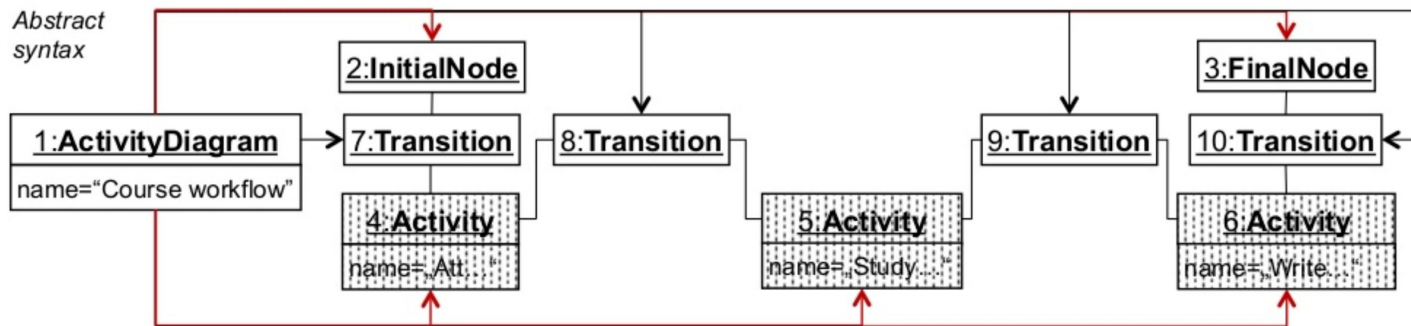 Abstract
syntax
2:InitialNode
3:FinalNode
1:ActivityDiagram
7:Transition
8:Transition
9:Transition
10:Transition
name=“Course workflow”
4:Activity
5:Activity
6:Activity
name=„Att...“
name=„Study....“
name=„Write...“